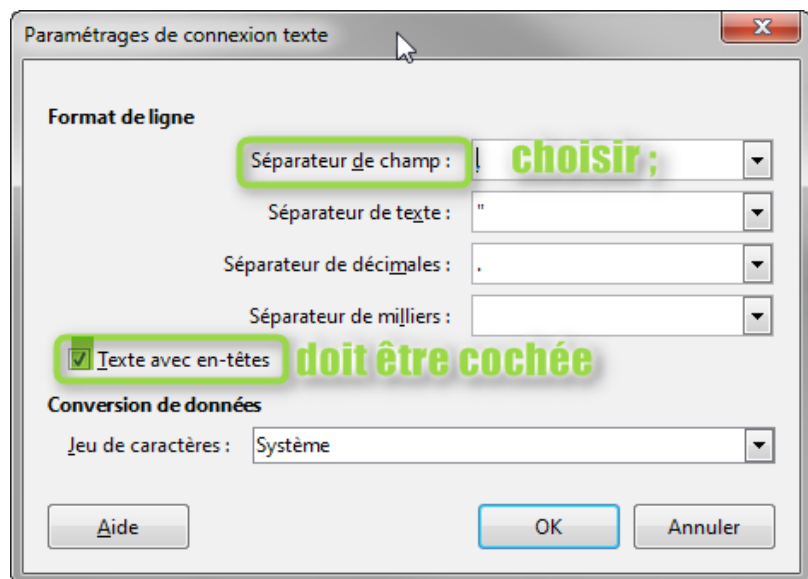 Paramétrages de connexion texte
Format de ligne
Séparateur de champ : choisir ;
Séparateur de texte : "
Séparateur de décimales : .
Séparateur de milliers :
Texte avec en-têtes doit être cochée
Conversion de données
Jeu de caractères : Système
Aide OK Annuler